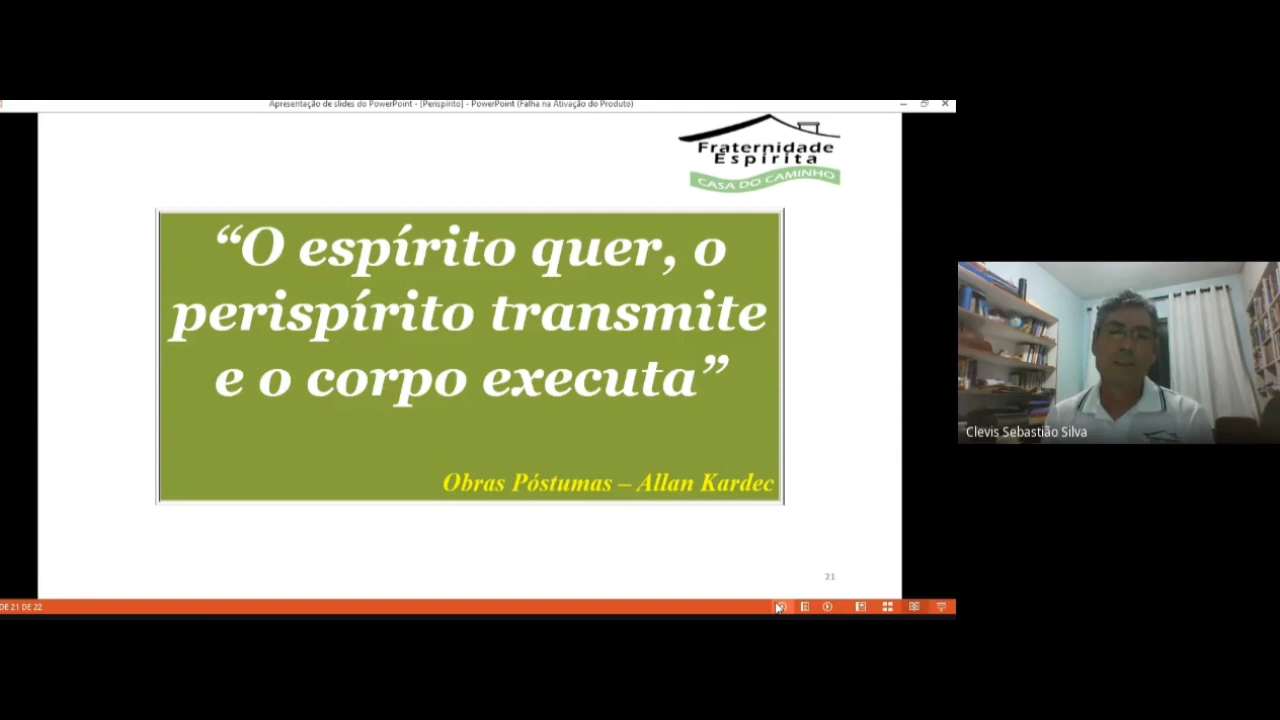 Apresentação de slides do PowerPoint - [Perispírito] - PowerPoint (Falha na Ativação do Produto)
Fraternidade
Espírita
CASA DO CAMINHO
“O espírito quer, o
perispírito transmite
e o corpo executa”
Obras Póstumas – Allan Kardec
21
DE 21 DE 22
Clevis Sebastião Silva